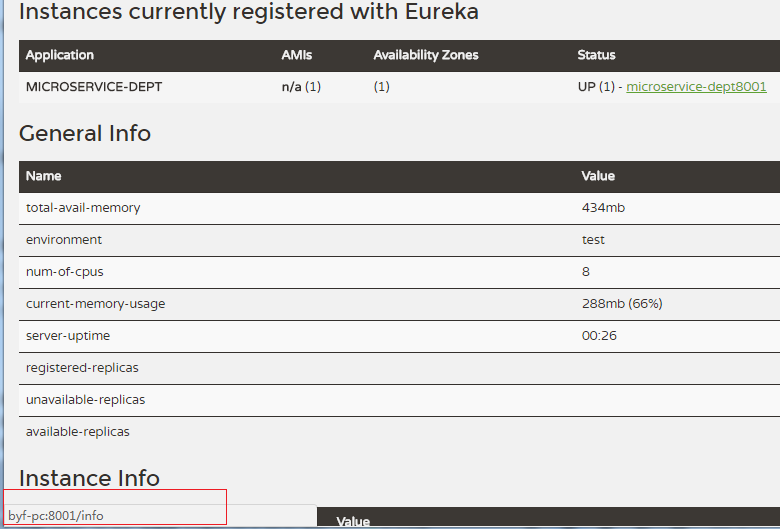 Instances currently registered with Eureka
Application AMIs Availability Zones Status
MICROSERVICE-DEPT n/a (1) (1) UP (1) - microservice-dept8001
General Info
Name Value
total-avail-memory 434mb
environment test
num-of-cpus 8
current-memory-usage 288mb (66%)
server-uptime 00:26
registered-replicas
unavailable-replicas
available-replicas
Instance Info
byf-pc:8001/info
Value